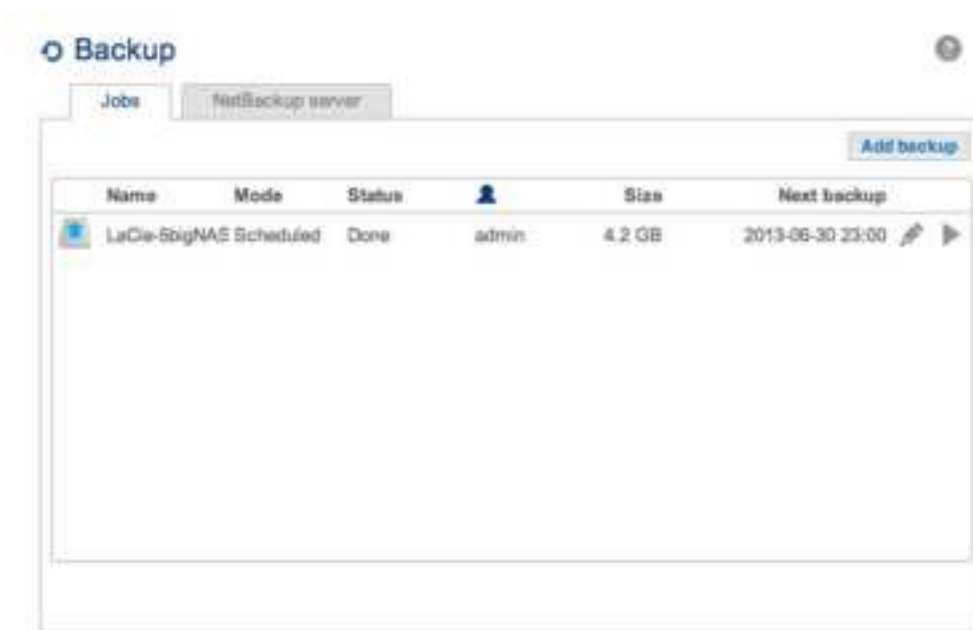 Backup
Jobs NetBackup server
Add backup
Name Mode Status Size Next backup
LaCie-5bigNAS Scheduled Done admin 4.2 GB 2013-06-30 23:00